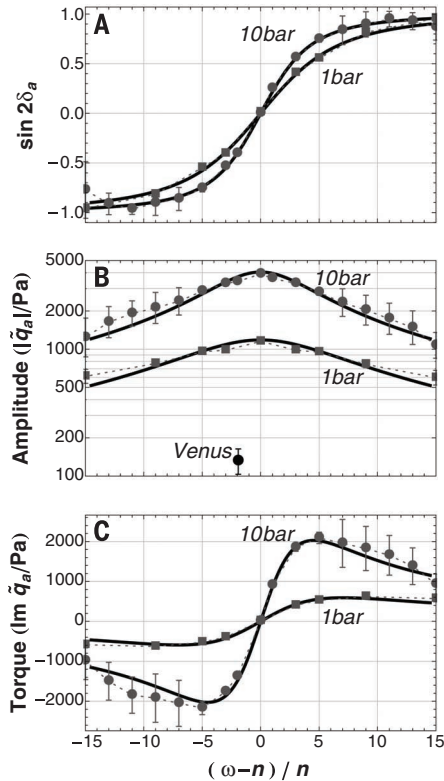 A
10bar
1bar
sin 2δa
1.0
0.5
0.0
−0.5
−1.0
B
10bar
1bar
Venus
Amplitude (|q̃a|/Pa)
5000
2000
1000
500
200
100
C
10bar
1bar
Torque (Im q̃a/Pa)
2000
1000
0
−1000
−2000
−15 −10 −5 0 5 10 15
(ω−n) / n